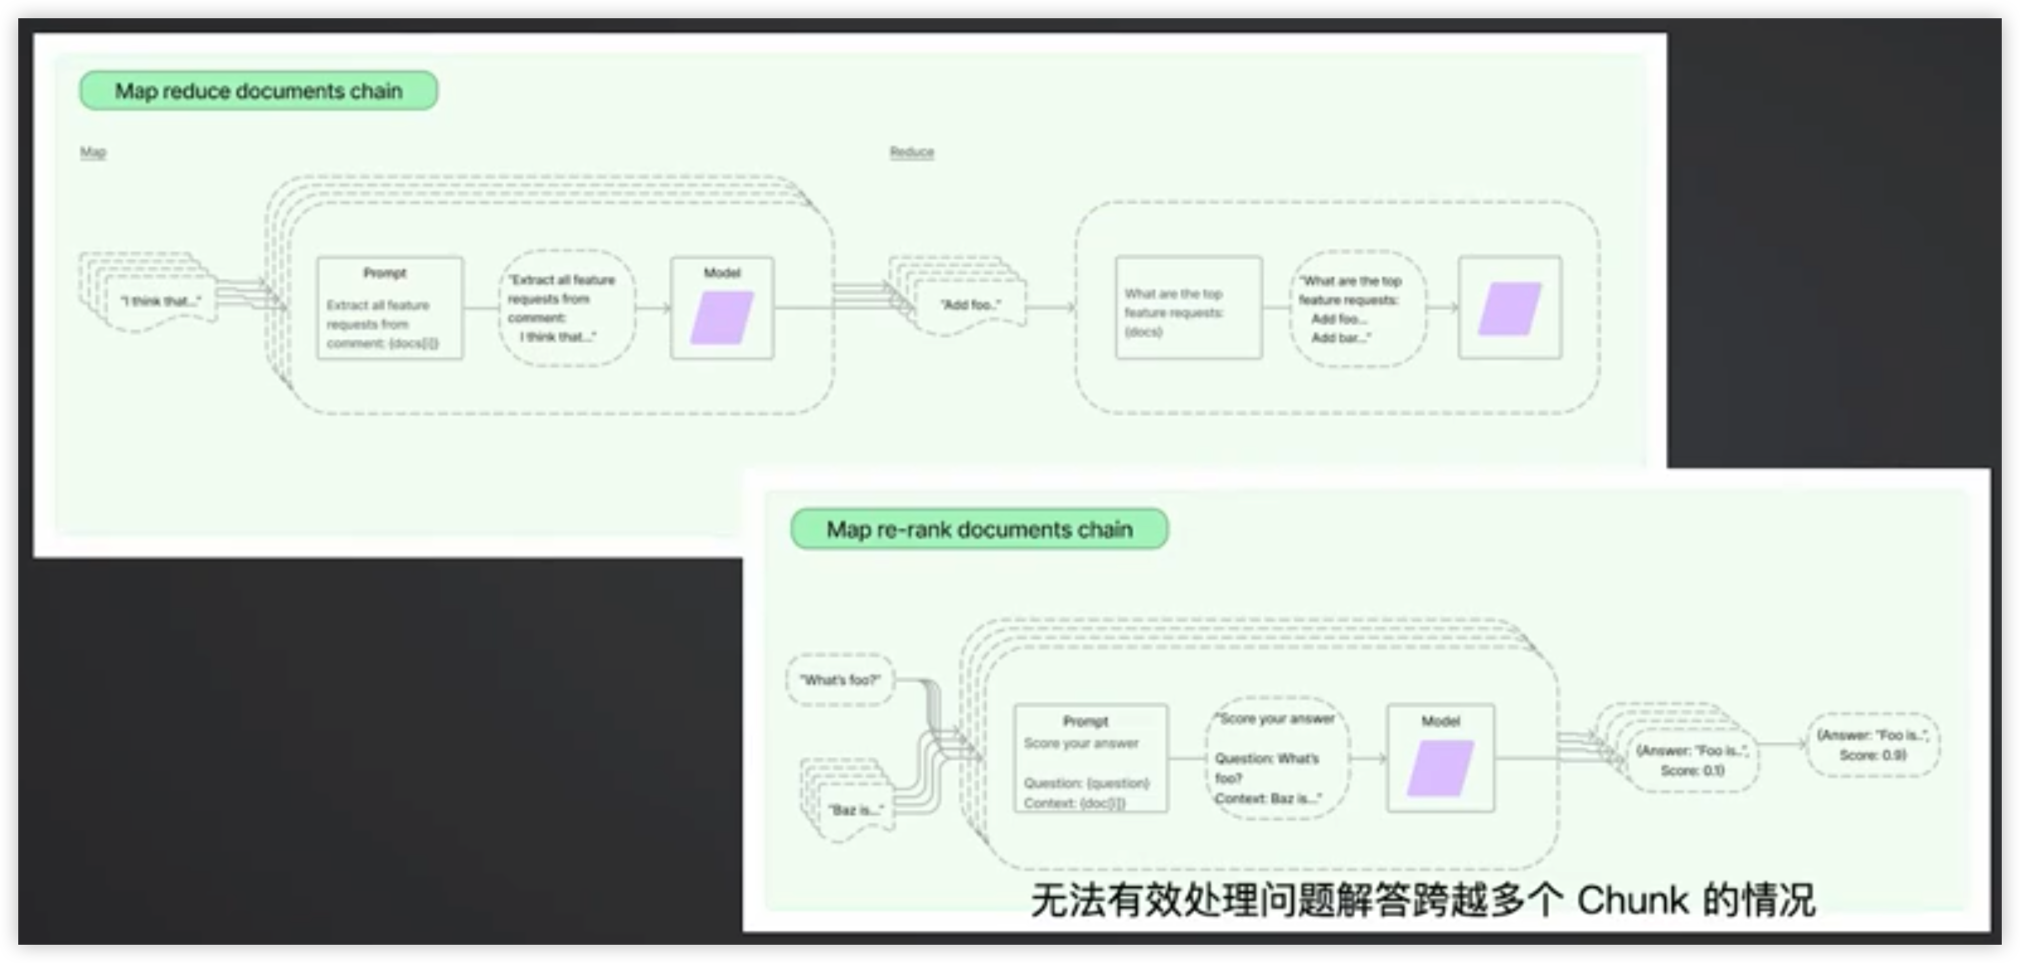 Map reduce documents chain
Map
Reduce
"I think that..."
Prompt
Extract all feature
requests from
comment: {docs[i]}
"Extract all feature
requests from
comment:
I think that..."
Model
"Add foo.."
What are the top
feature requests:
{docs}
"What are the top
feature requests:
Add foo...
Add bar..."
Map re-rank documents chain
"What's foo?"
"Baz is..."
Prompt
Score your answer
Question: {question}
Context: {doc[i]}
"Score your answer
Question: What's
foo?
Context: Baz is..."
Model
{Answer: "Foo is..",
Score: 0.1}
{Answer: "Foo is..",
Score: 0.9}
无法有效处理问题解答跨越多个 Chunk 的情况